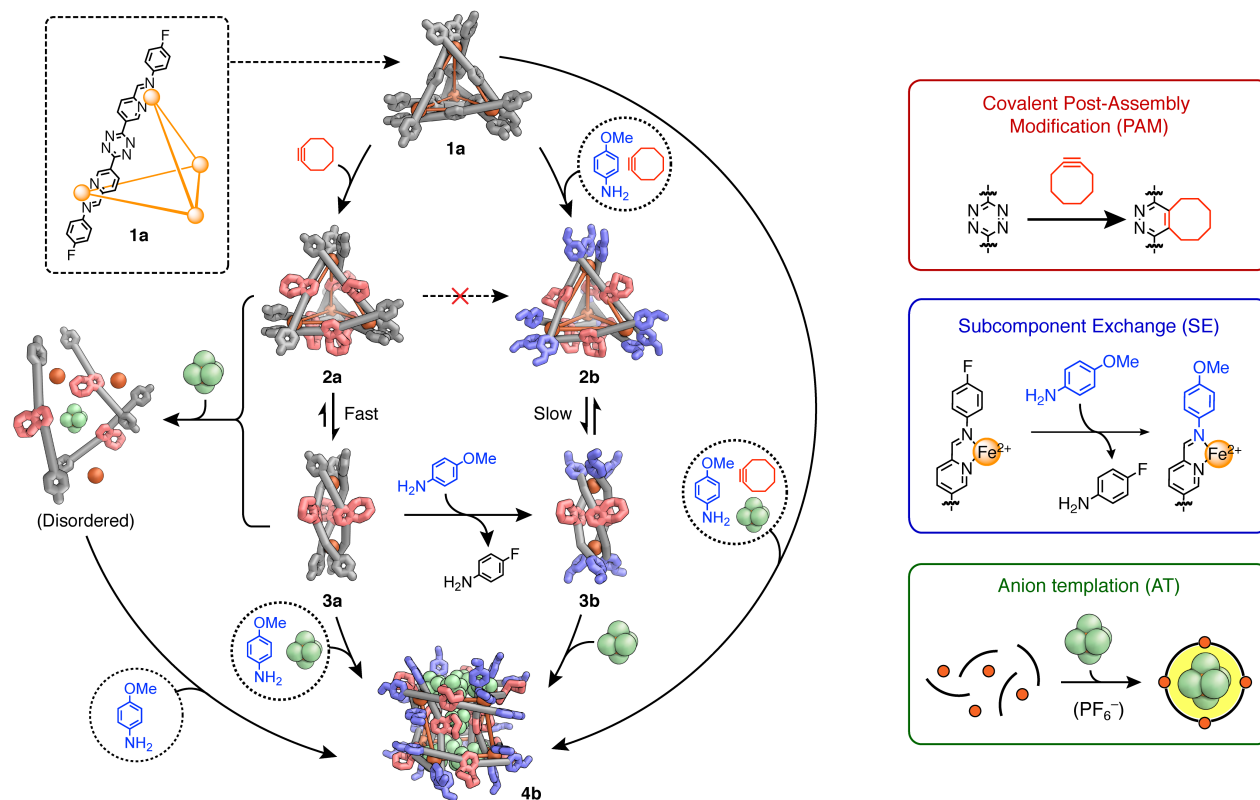 F
N
N
N
N
N
N
N
N
F
1a
1a
OMe
NH2
2a
2b
Fast
Slow
(Disordered)
OMe
H2N
F
H2N
3a
3b
OMe
NH2
OMe
NH2
OMe
NH2
4b
Covalent Post-Assembly
Modification (PAM)
N
N
N
N
N
N
Subcomponent Exchange (SE)
F
OMe
H2N
OMe
N
Fe2+
N
F
H2N
N
Fe2+
N
Anion templation (AT)
(PF6−)